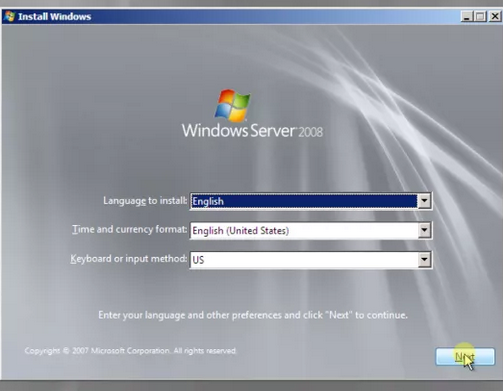 Install Windows
Windows Server 2008
Language to install: English
Time and currency format: English (United States)
Keyboard or input method: US
Enter your language and other preferences and click "Next" to continue.
Copyright © 2007 Microsoft Corporation. All rights reserved.
Next